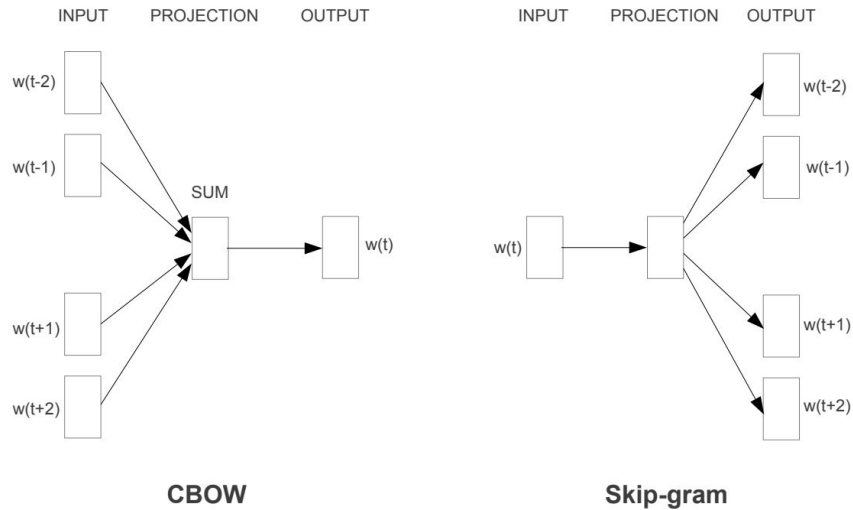 INPUT PROJECTION OUTPUT
w(t-2)
w(t-1)
SUM
w(t)
w(t+1)
w(t+2)
CBOW
INPUT PROJECTION OUTPUT
w(t-2)
w(t-1)
w(t)
w(t+1)
w(t+2)
Skip-gram